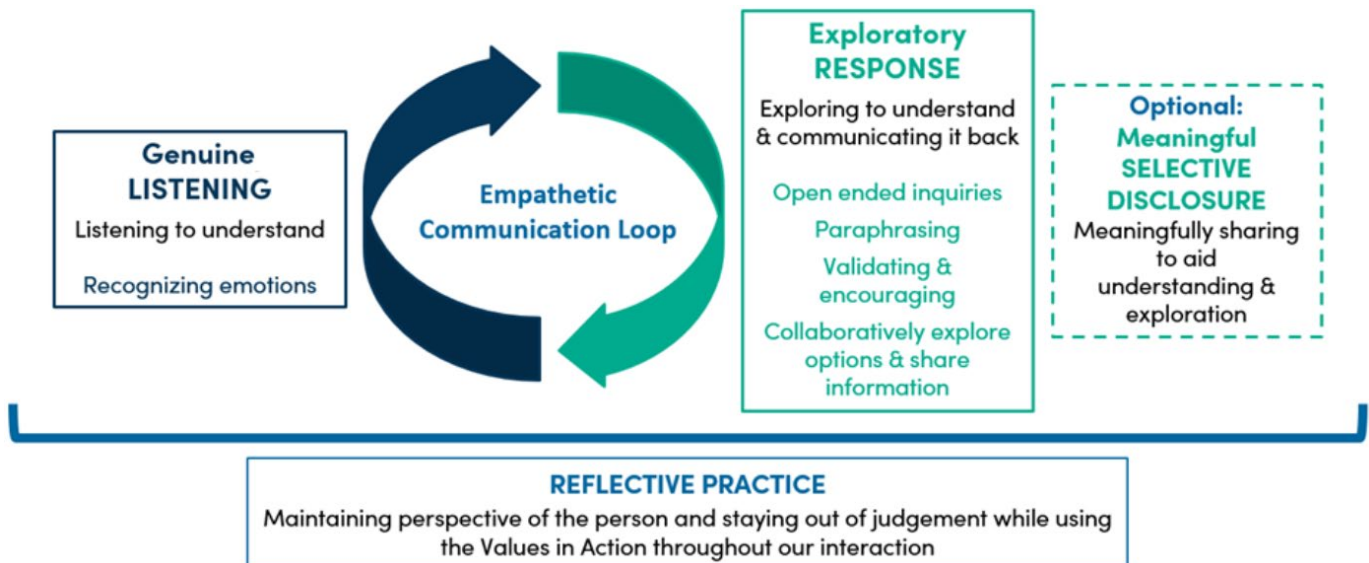 Genuine
LISTENING
Listening to understand
Recognizing emotions
Empathetic
Communication Loop
Exploratory
RESPONSE
Exploring to understand
& communicating it back
Open ended inquiries
Paraphrasing
Validating &
encouraging
Collaboratively explore
options & share
information
Optional:
Meaningful
SELECTIVE
DISCLOSURE
Meaningfully sharing
to aid
understanding &
exploration
REFLECTIVE PRACTICE
Maintaining perspective of the person and staying out of judgement while using
the Values in Action throughout our interaction